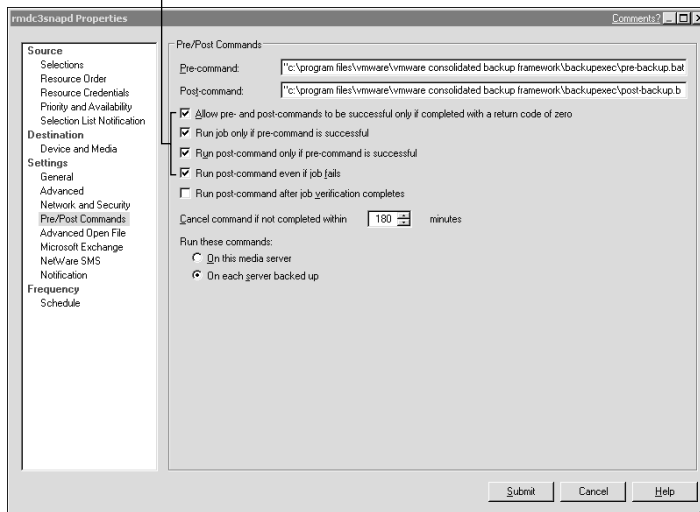 rmdc3snapd Properties
Comments?
Source
Selections
Resource Order
Resource Credentials
Priority and Availability
Selection List Notification
Destination
Device and Media
Settings
General
Advanced
Network and Security
Pre/Post Commands
Advanced Open File
Microsoft Exchange
NetWare SMS
Notification
Frequency
Schedule
Pre/Post Commands
Pre-command: "c:\program files\vmware\vmware consolidated backup framework\backupexec\pre-backup.bat
Post-command: "c:\program files\vmware\vmware consolidated backup framework\backupexec\post-backup.b
Allow pre- and post-commands to be successful only if completed with a return code of zero
Run job only if pre-command is successful
Run post-command only if pre-command is successful
Run post-command even if job fails
Run post-command after job verification completes
Cancel command if not completed within 180 minutes
Run these commands:
On this media server
On each server backed up
Submit Cancel Help